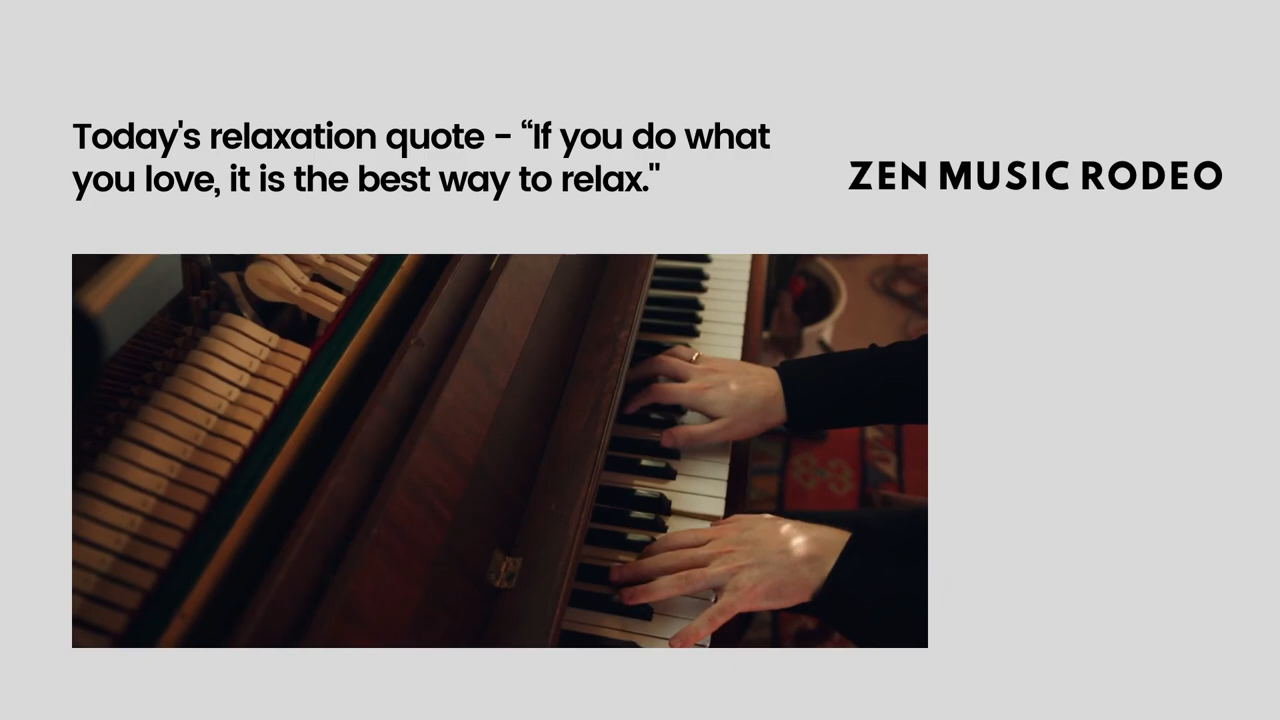 Today's relaxation quote - “If you do what
you love, it is the best way to relax."
ZEN MUSIC RODEO